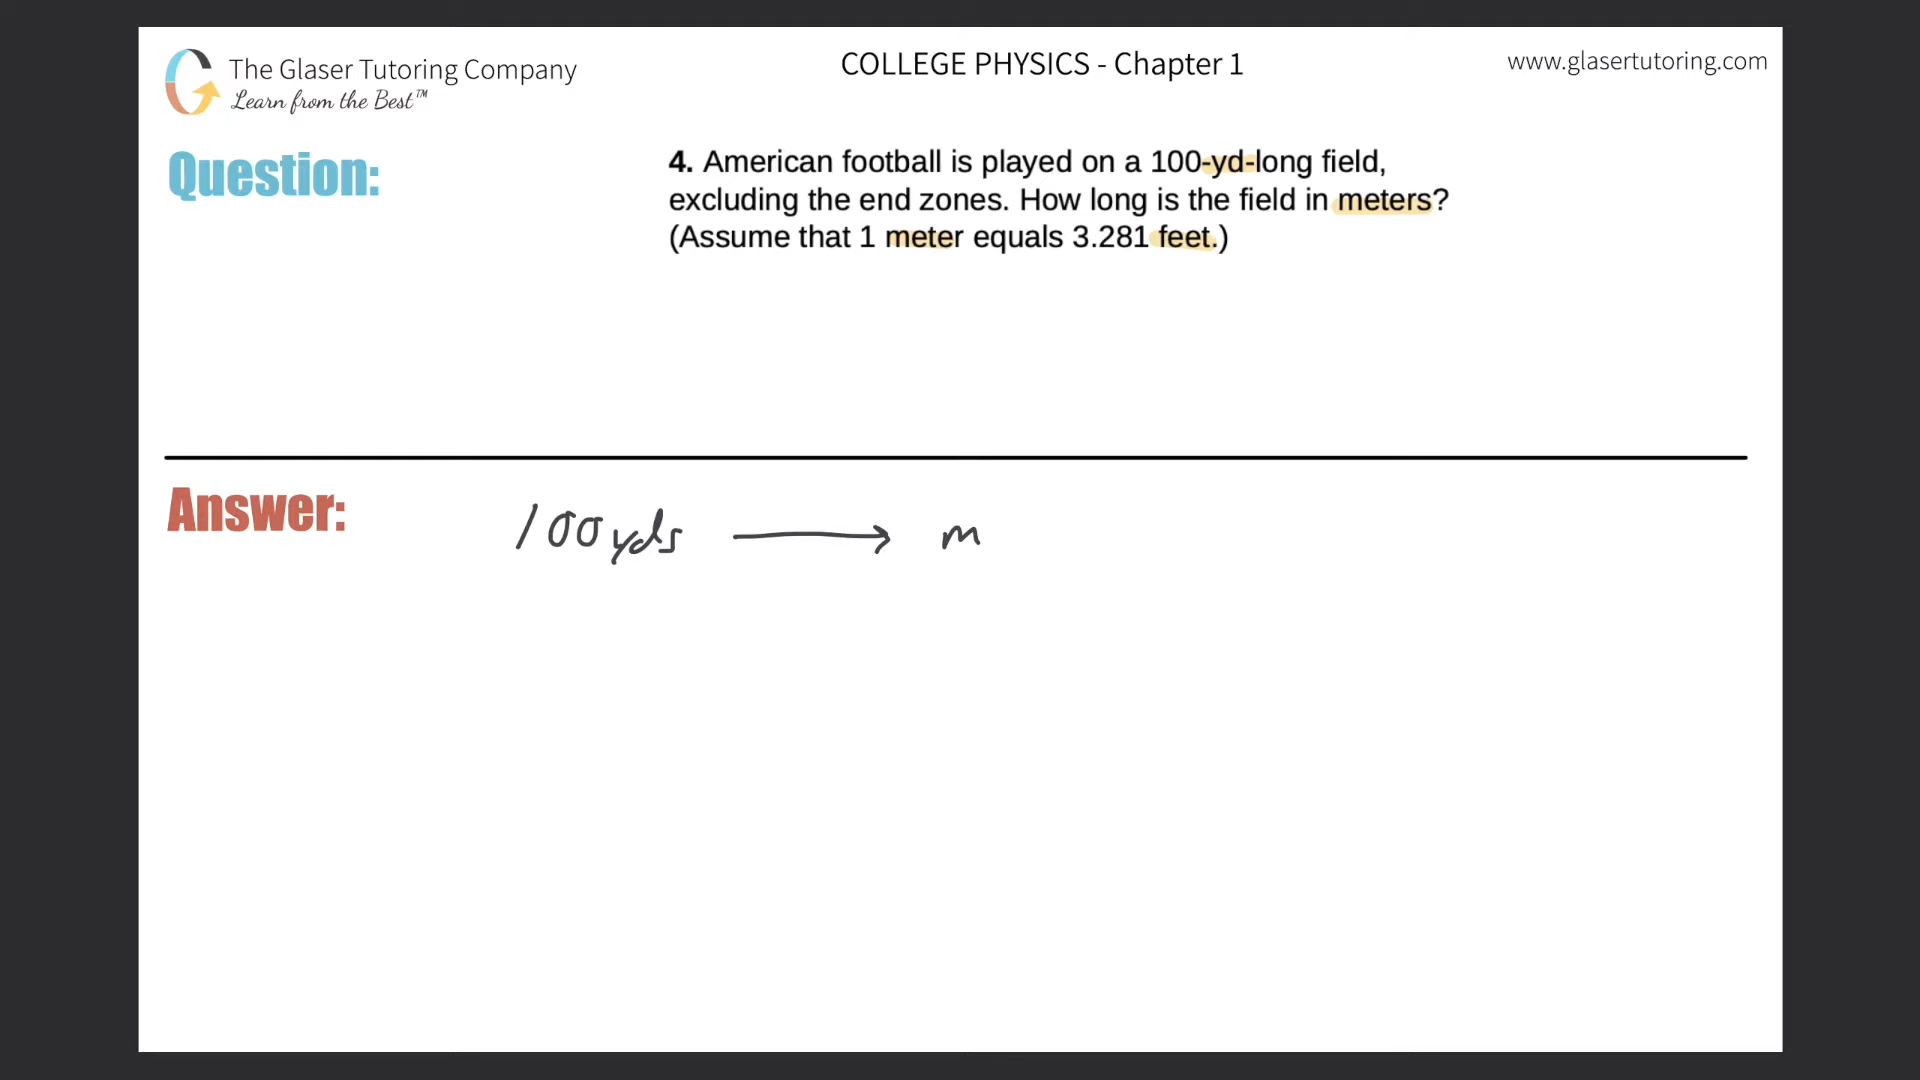 The Glaser Tutoring Company
Learn from the Best™
COLLEGE PHYSICS - Chapter 1
www.glasertutoring.com
Question:
4. American football is played on a 100-yd-long field,
excluding the end zones. How long is the field in meters?
(Assume that 1 meter equals 3.281 feet.)
Answer:
100 yds ⟶ m